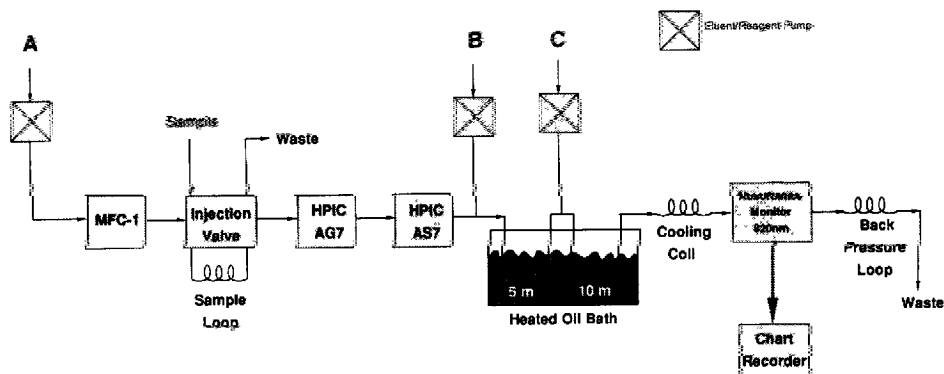 A
B
C
Eluent/Reagent Pump
Sample
Waste
MFC-1
Injection
Valve
HPIC
AG7
HPIC
AS7
Sample
Loop
5 m
10 m
Heated Oil Bath
Cooling
Coil
Absorbance
Monitor
820nm
Back
Pressure
Loop
Waste
Chart
Recorder